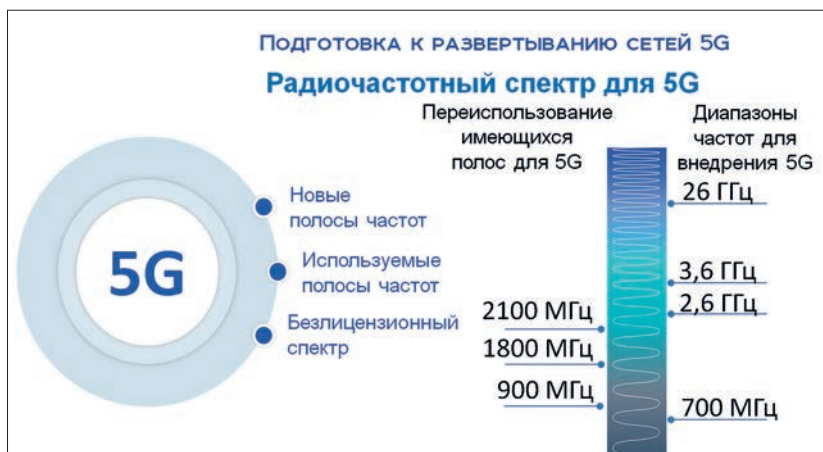 ПОДГОТОВКА К РАЗВЕРТЫВАНИЮ СЕТЕЙ 5G
Радиочастотный спектр для 5G
Переиспользование
имеющихся
полос для 5G
Диапазоны
частот для
внедрения 5G
5G
Новые
полосы частот
Используемые
полосы частот
Безлицензионный
спектр
2100 МГц
1800 МГц
900 МГц
26 ГГц
3,6 ГГц
2,6 ГГц
700 МГц